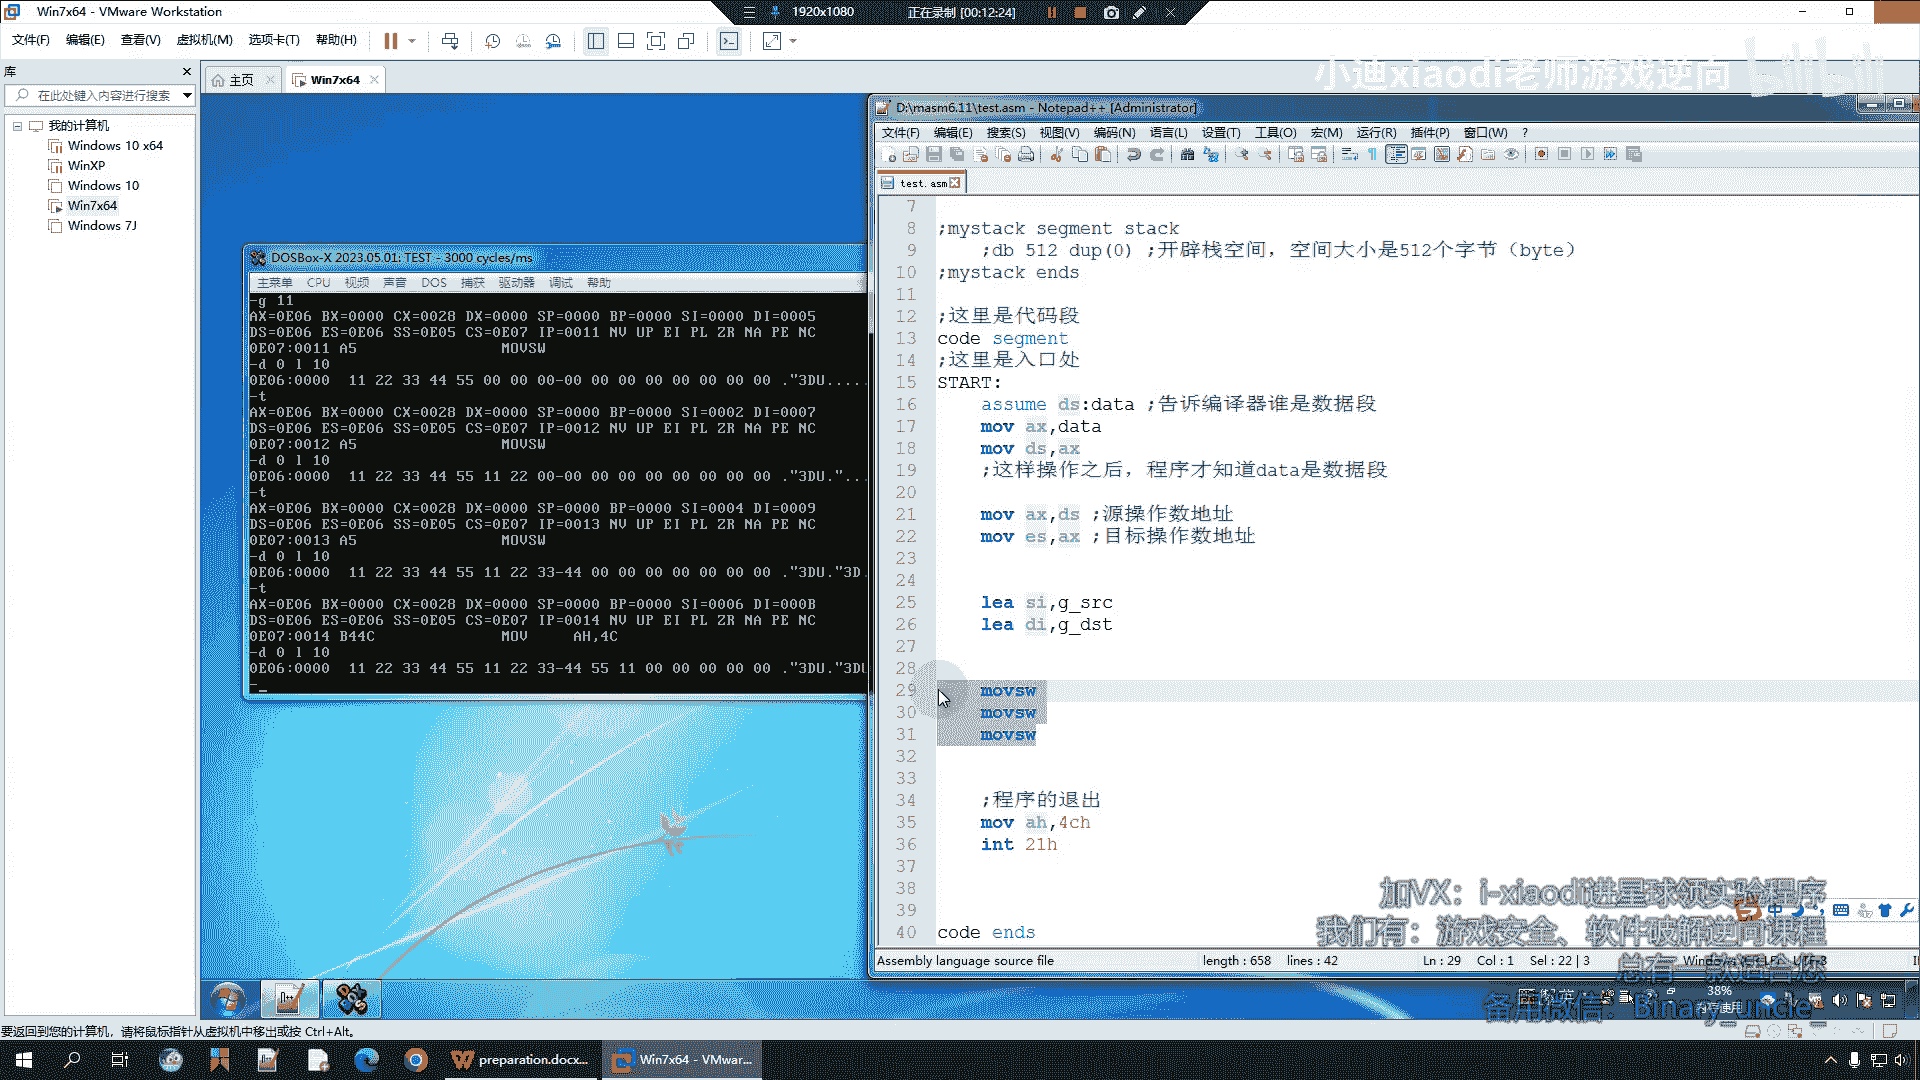 Win7x64 - VMware Workstation
1920x1080
正在录制 [00:12:24]
文件(F) 编辑(E) 查看(V) 虚拟机(M) 选项卡(T) 帮助(H)
库
在此处键入内容进行搜索
我的计算机
Windows 10 x64
WinXP
Windows 10
Win7x64
Windows 7J
主页
Win7x64
小迪xiaodi老师游戏逆向
D:\masm6.11\test.asm - Notepad++ [Administrator]
文件(F) 编辑(E) 搜索(S) 视图(V) 编码(N) 语言(L) 设置(T) 工具(O) 宏(M) 运行(R) 插件(P) 窗口(W) ?
test.asm
7
8 ;mystack segment stack
9 ;db 512 dup(0) ;开辟栈空间，空间大小是512个字节（byte）
10 ;mystack ends
11
12 ;这里是代码段
13 code segment
14 ;这里是入口处
15 START:
16 assume ds:data ;告诉编译器谁是数据段
17 mov ax,data
18 mov ds,ax
19 ;这样操作之后，程序才知道data是数据段
20
21 mov ax,ds ;源操作数地址
22 mov es,ax ;目标操作数地址
23
24
25 lea si,g_src
26 lea di,g_dst
27
28
29 movsw
30 movsw
31 movsw
32
33
34 ;程序的退出
35 mov ah,4ch
36 int 21h
37
38
39
40 code ends
Assembly language source file length : 658 lines : 42 Ln : 29 Col : 1 Sel : 22 | 3
DOSBox-X 2023.05.01: TEST - 3000 cycles/ms
主菜单 CPU 视频 声音 DOS 捕获 驱动器 调试 帮助
-g 11
AX=0E06 BX=0000 CX=0028 DX=0000 SP=0000 BP=0000 SI=0000 DI=0005
DS=0E06 ES=0E06 SS=0E05 CS=0E07 IP=0011 NV UP EI PL ZR NA PE NC
0E07:0011 A5 MOVSW
-d 0 l 10
0E06:0000 11 22 33 44 55 00 00 00-00 00 00 00 00 00 00 00 ."3DU.....
-t
AX=0E06 BX=0000 CX=0028 DX=0000 SP=0000 BP=0000 SI=0002 DI=0007
DS=0E06 ES=0E06 SS=0E05 CS=0E07 IP=0012 NV UP EI PL ZR NA PE NC
0E07:0012 A5 MOVSW
-d 0 l 10
0E06:0000 11 22 33 44 55 11 22 00-00 00 00 00 00 00 00 00 ."3DU."...
-t
AX=0E06 BX=0000 CX=0028 DX=0000 SP=0000 BP=0000 SI=0004 DI=0009
DS=0E06 ES=0E06 SS=0E05 CS=0E07 IP=0013 NV UP EI PL ZR NA PE NC
0E07:0013 A5 MOVSW
-d 0 l 10
0E06:0000 11 22 33 44 55 11 22 33-44 00 00 00 00 00 00 00 ."3DU."3D.
-t
AX=0E06 BX=0000 CX=0028 DX=0000 SP=0000 BP=0000 SI=0006 DI=000B
DS=0E06 ES=0E06 SS=0E05 CS=0E07 IP=0014 NV UP EI PL ZR NA PE NC
0E07:0014 B44C MOV AH,4C
-d 0 l 10
0E06:0000 11 22 33 44 55 11 22 33-44 55 11 00 00 00 00 00 ."3DU."3DU
-
加VX：i-xiaodi进星球领实验程序
我们有：游戏安全、软件破解逆向课程
总有一款适合您
备用微信：Binary_uncle_
38%
内存使用
要返回到您的计算机，请将鼠标指针从虚拟机中移出或按 Ctrl+Alt。
preparation.docx...
Win7x64 - VMwar...